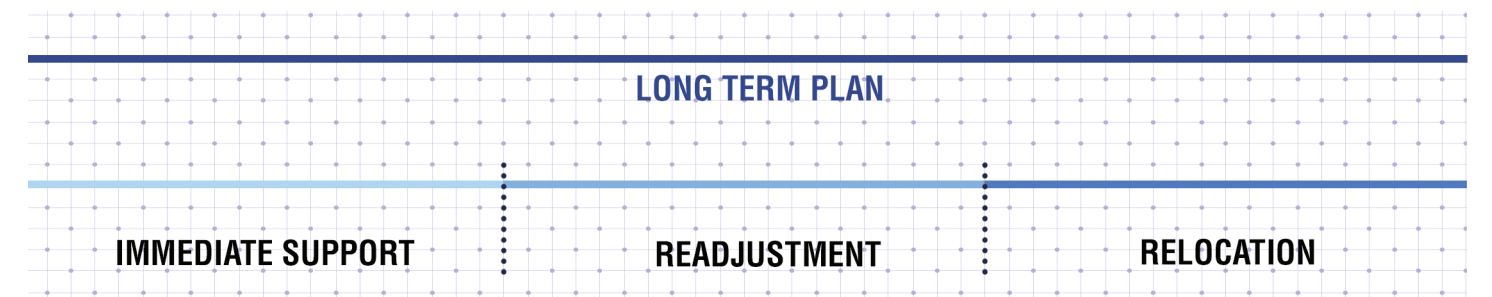 LONG TERM PLAN
IMMEDIATE SUPPORT
READJUSTMENT
RELOCATION